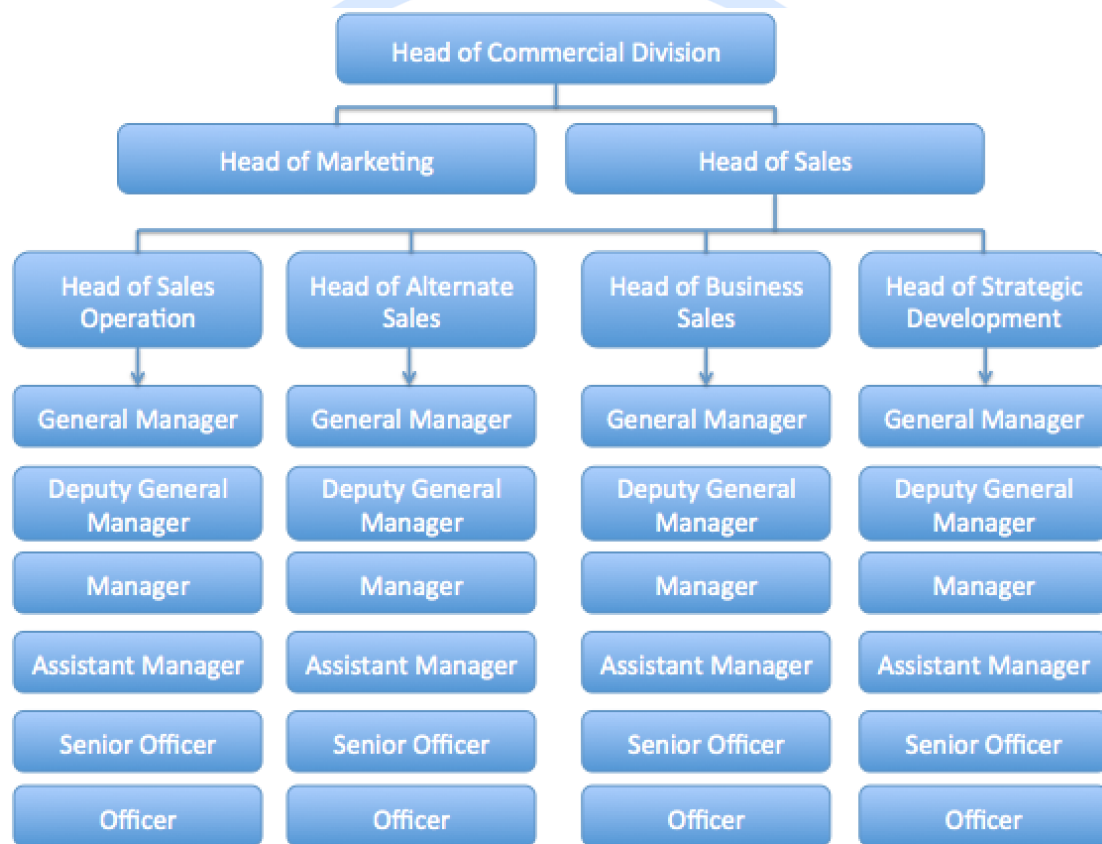 Head of Commercial Division
Head of Marketing
Head of Sales
Head of Sales
Operation
Head of Alternate
Sales
Head of Business
Sales
Head of Strategic
Development
General Manager
General Manager
General Manager
General Manager
Deputy General
Manager
Deputy General
Manager
Deputy General
Manager
Deputy General
Manager
Manager
Manager
Manager
Manager
Assistant Manager
Assistant Manager
Assistant Manager
Assistant Manager
Senior Officer
Senior Officer
Senior Officer
Senior Officer
Officer
Officer
Officer
Officer